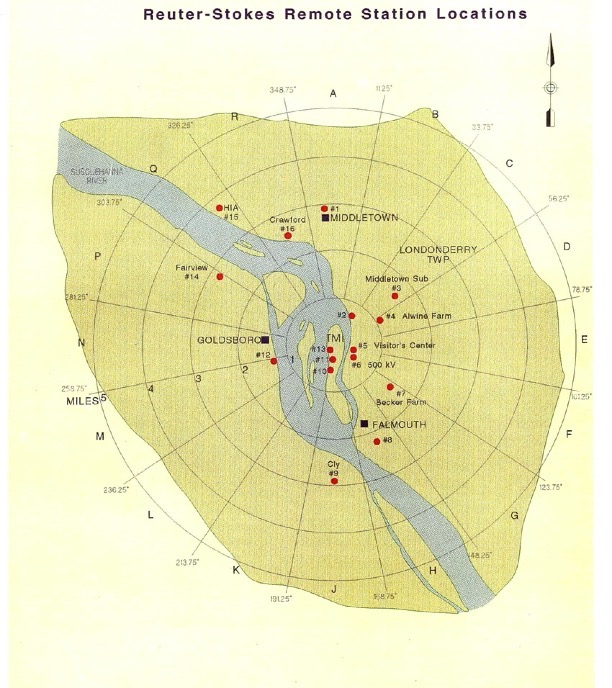 Reuter-Stokes Remote Station Locations
348.75°
A
11.25°
R
B
326.25°
33.75°
C
Q
SUSQUEHANNA
RIVER
303.75°
56.25°
HIA
#15
#1
MIDDLETOWN
Crawford
#16
D
P
LONDONDERRY
TWP
Fairview
#14
Middletown Sub
#3
281.25°
78.75°
#2
#4 Alwine Farm
N
GOLDSBORO
TMI
E
#13
#5 Visitor's Center
#12
1
#11
#6 500 kV
2
#10
3
4
258.75°
MILES
5
#7
Becker Farm
101.25°
FALMOUTH
M
F
#8
Cly
#9
236.25°
123.75°
L
G
213.75°
148.75°
K
H
J
191.25°
168.75°